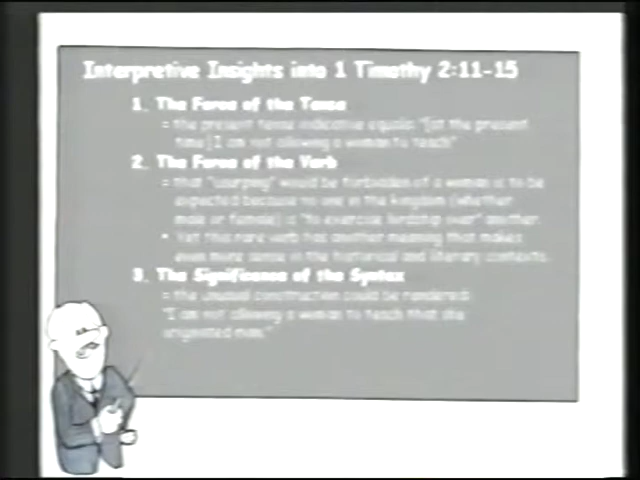 Interpretive Insights into 1 Timothy 2:11-15
1. The Force of the Tense
= the present tense indicative equals "[at the present
time] I am not allowing a woman to teach"
2. The Force of the Verb
= that "usurping" would be forbidden of a woman is to be
expected because no one in the kingdom (whether
male or female) is "to exercise lordship over" another.
• Yet this rare verb has another meaning that makes
even more sense in the historical and literary contexts.
3. The Significance of the Syntax
= the unusual construction could be rendered:
"I am not allowing a woman to teach that she
originated man."